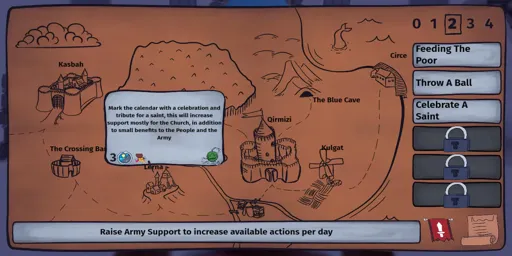 0 1 2 3 4
Kasbah
Circe
Feeding The
Poor
Throw A Ball
Celebrate A
Saint
The Blue Cave
Mark the calendar with a celebration and
tribute for a saint, this will increase
support mostly for the Church, in addition
to small benefits to the People and the
Army
3
Qirmizi
The Crossing
Lerna
Kulgat
Raise Army Support to increase available actions per day